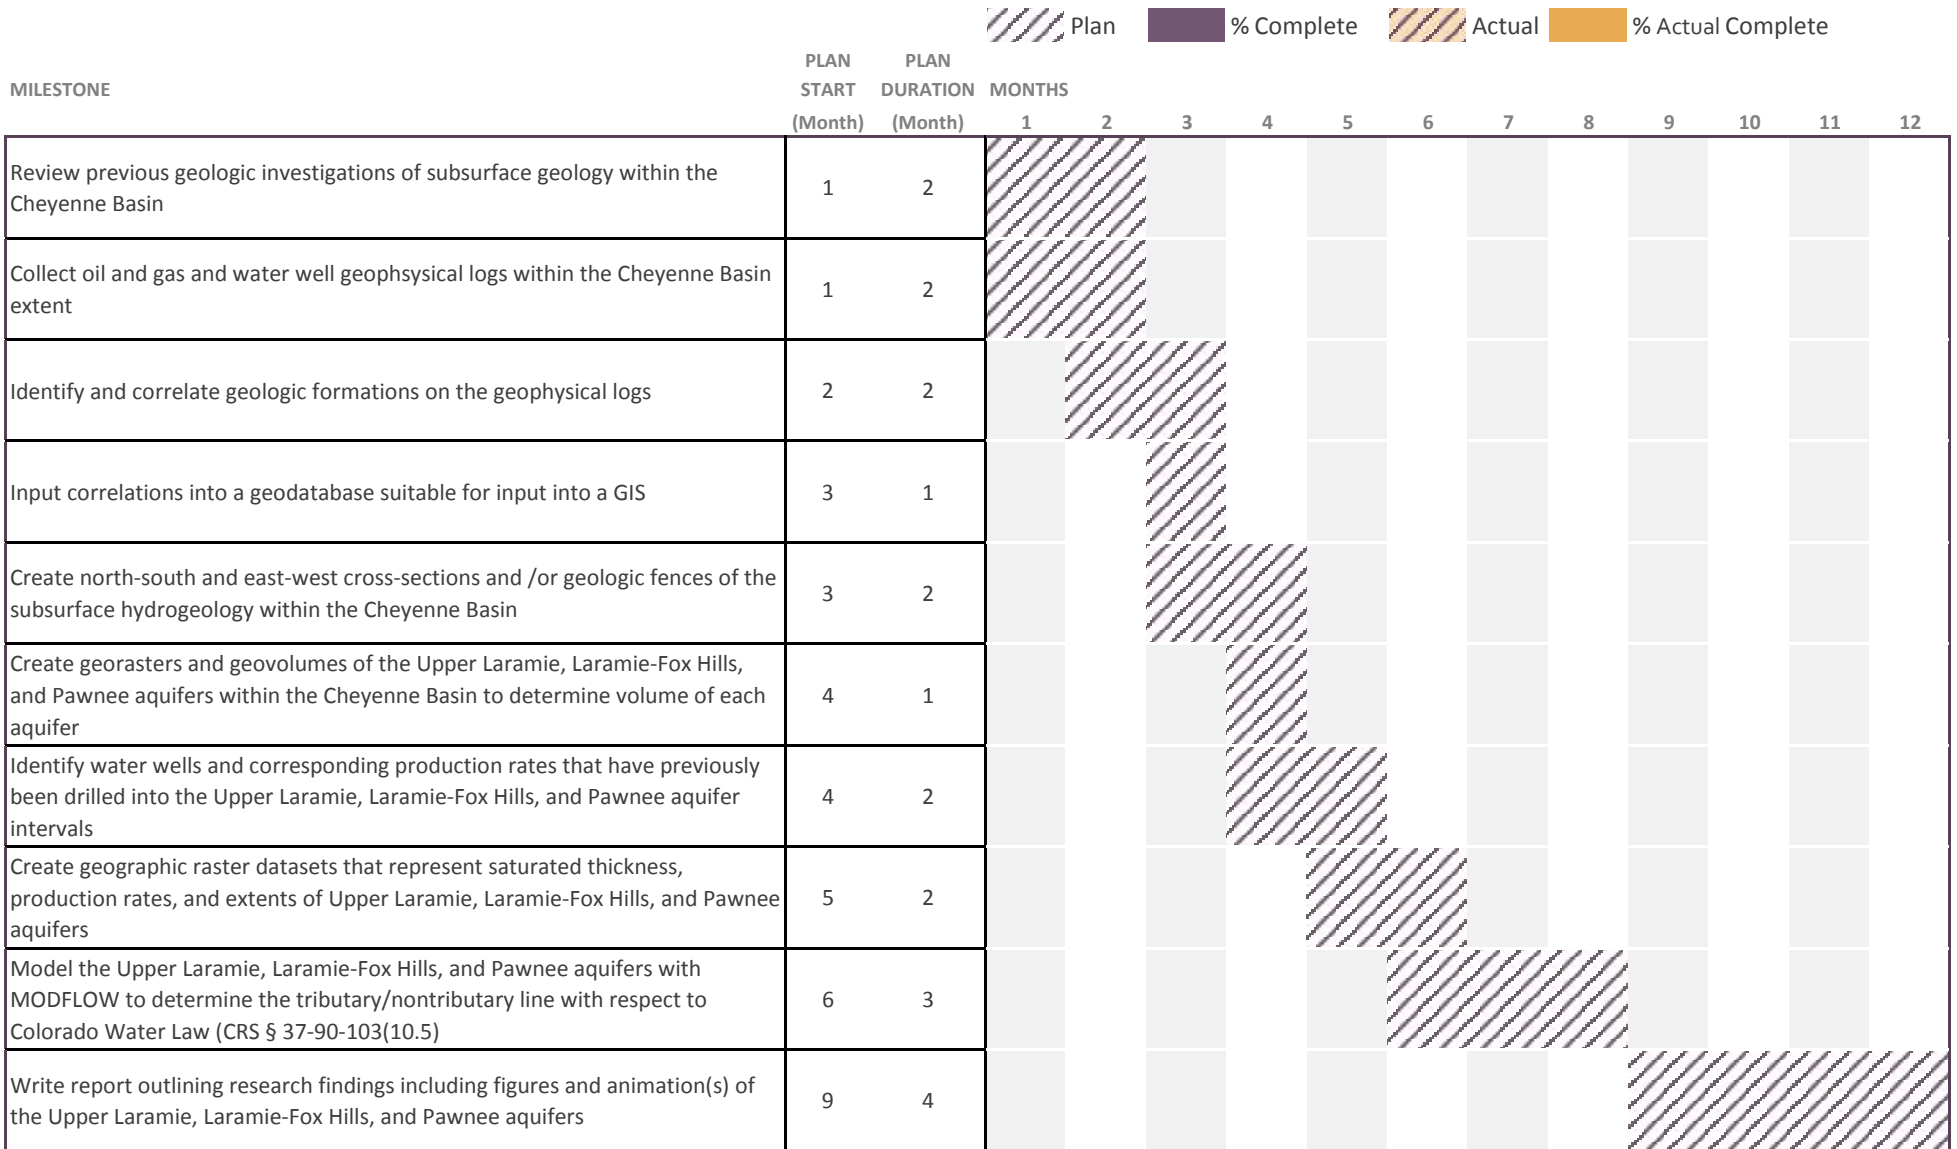 Plan % Complete Actual % Actual Complete
PLAN PLAN
MILESTONE START DURATION MONTHS
(Month) (Month) 1 2 3 4 5 6 7 8 9 10 11 12
Review previous geologic investigations of subsurface geology within the
Cheyenne Basin
1 2
Collect oil and gas and water well geophsysical logs within the Cheyenne Basin
extent
1 2
Identify and correlate geologic formations on the geophysical logs 2 2
Input correlations into a geodatabase suitable for input into a GIS 3 1
Create north-south and east-west cross-sections and /or geologic fences of the
subsurface hydrogeology within the Cheyenne Basin
3 2
Create georasters and geovolumes of the Upper Laramie, Laramie-Fox Hills,
and Pawnee aquifers within the Cheyenne Basin to determine volume of each
aquifer
4 1
Identify water wells and corresponding production rates that have previously
been drilled into the Upper Laramie, Laramie-Fox Hills, and Pawnee aquifer
intervals
4 2
Create geographic raster datasets that represent saturated thickness,
production rates, and extents of Upper Laramie, Laramie-Fox Hills, and Pawnee
aquifers
5 2
Model the Upper Laramie, Laramie-Fox Hills, and Pawnee aquifers with
MODFLOW to determine the tributary/nontributary line with respect to
Colorado Water Law (CRS § 37-90-103(10.5)
6 3
Write report outlining research findings including figures and animation(s) of
the Upper Laramie, Laramie-Fox Hills, and Pawnee aquifers
9 4